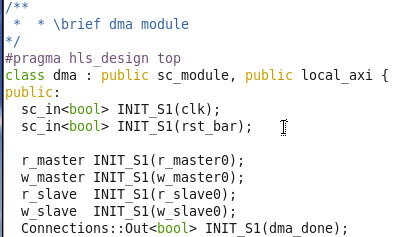 /**
 *  * \brief dma module
*/
#pragma hls_design top
class dma : public sc_module, public local_axi {
public:
  sc_in<bool> INIT_S1(clk);
  sc_in<bool> INIT_S1(rst_bar);

  r_master INIT_S1(r_master0);
  w_master INIT_S1(w_master0);
  r_slave  INIT_S1(r_slave0);
  w_slave  INIT_S1(w_slave0);
  Connections::Out<bool> INIT_S1(dma_done);